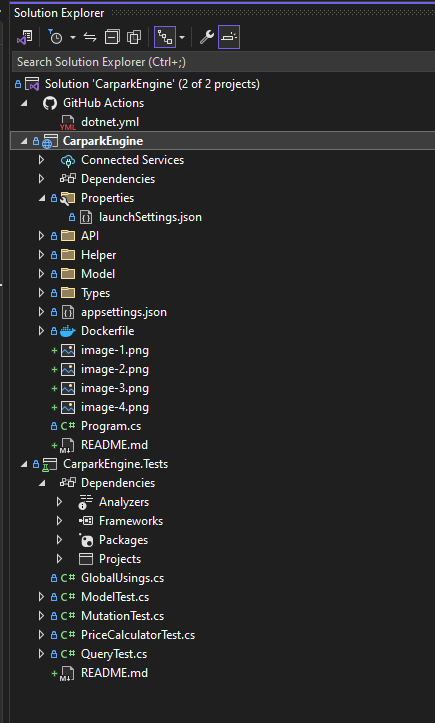 Solution Explorer
Search Solution Explorer (Ctrl+;)
Solution 'CarparkEngine' (2 of 2 projects)
GitHub Actions
YML dotnet.yml
CarparkEngine
Connected Services
Dependencies
Properties
launchSettings.json
API
Helper
Model
Types
appsettings.json
Dockerfile
image-1.png
image-2.png
image-3.png
image-4.png
C# Program.cs
M↓ README.md
CarparkEngine.Tests
Dependencies
Analyzers
Frameworks
Packages
Projects
C# GlobalUsings.cs
C# ModelTest.cs
C# MutationTest.cs
C# PriceCalculatorTest.cs
C# QueryTest.cs
M↓ README.md